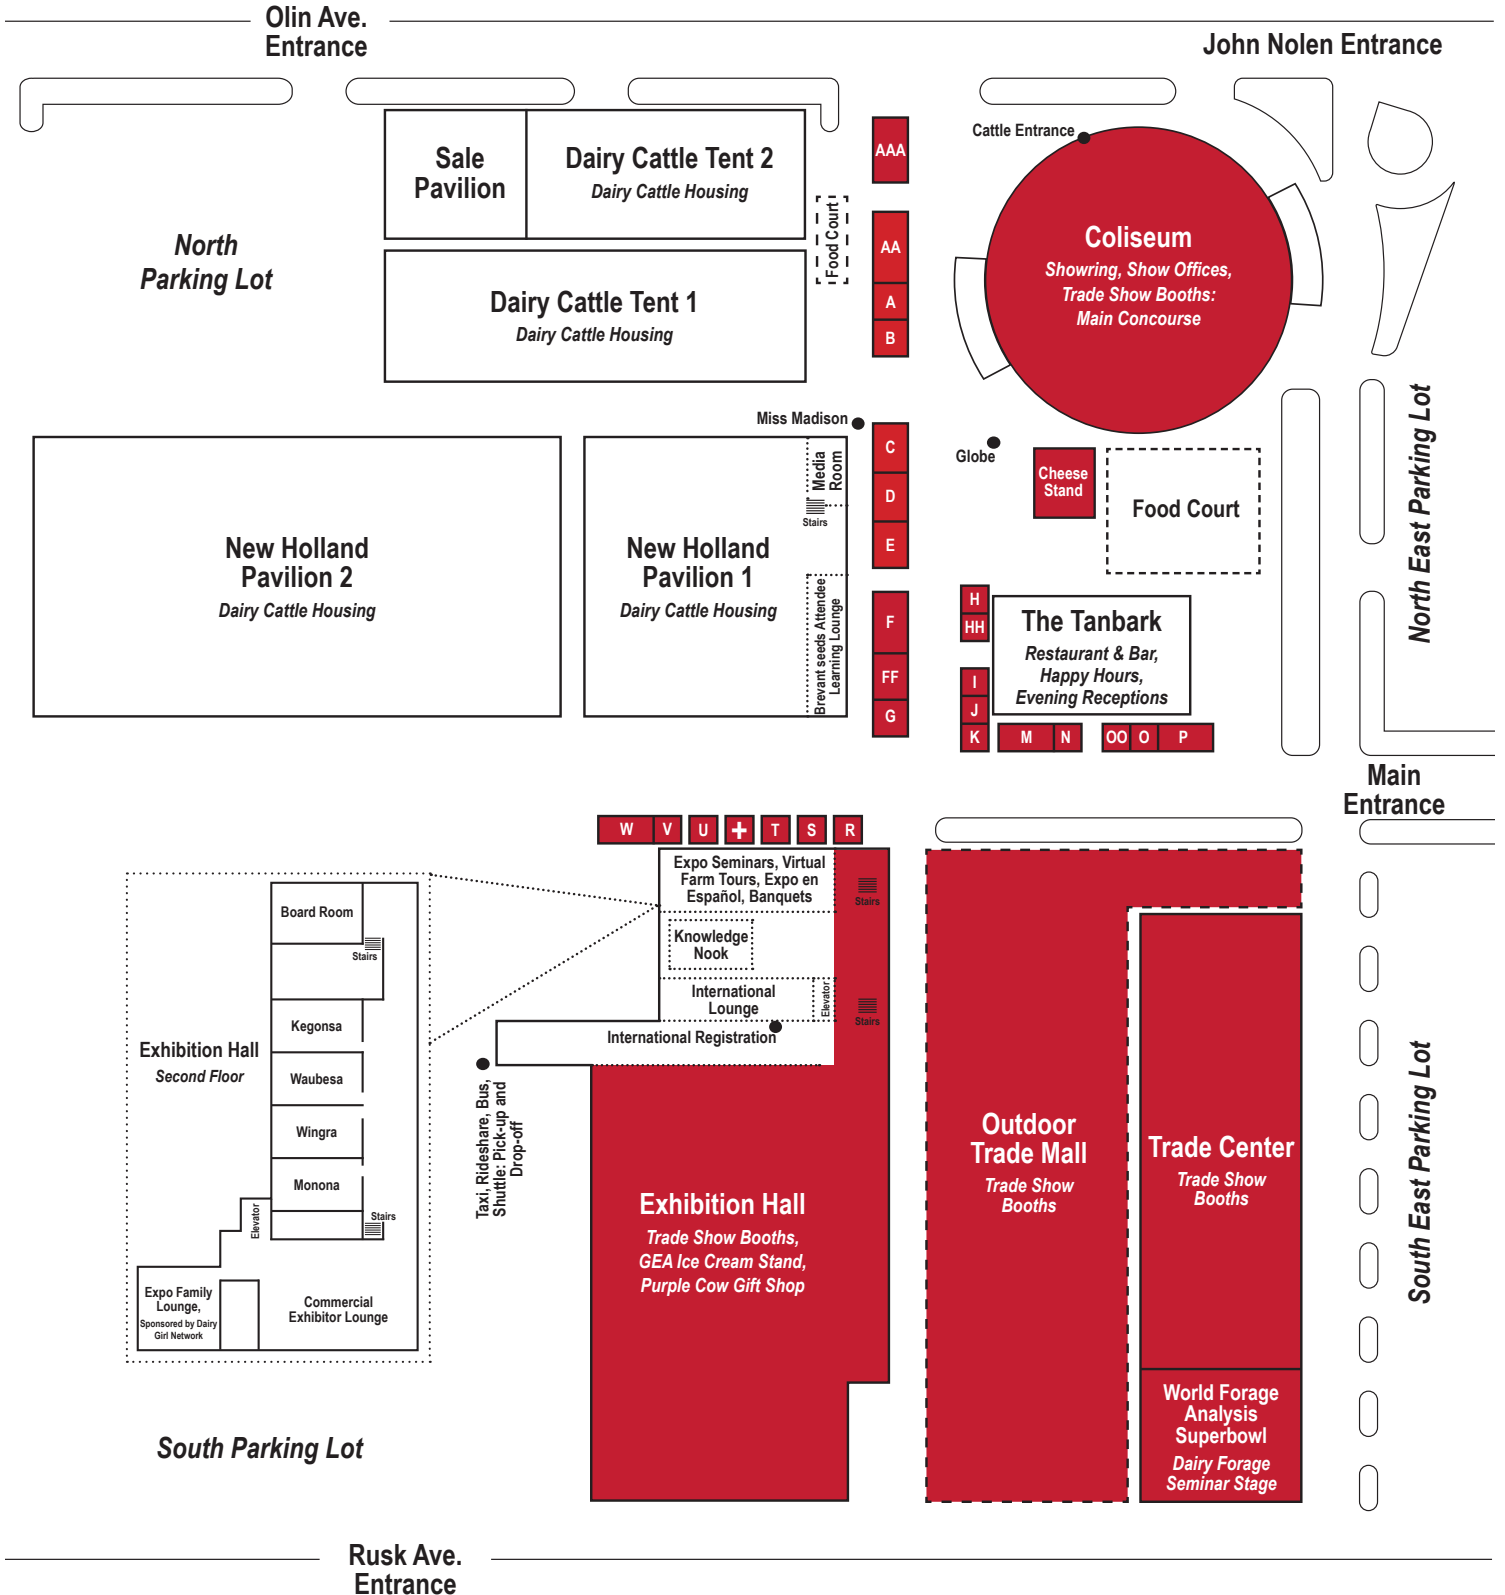 Olin Ave.
Entrance
John Nolen Entrance
Sale
Pavilion
Dairy Cattle Tent 2
Dairy Cattle Housing
AAA
Cattle Entrance
North
Parking Lot
Food Court
AA
A
B
Coliseum
Showring, Show Offices,
Trade Show Booths:
Main Concourse
Dairy Cattle Tent 1
Dairy Cattle Housing
North East Parking Lot
Miss Madison
Globe
Cheese
Stand
Food Court
C
D
E
Media
Room
Stairs
New Holland
Pavilion 2
Dairy Cattle Housing
New Holland
Pavilion 1
Dairy Cattle Housing
Brevant seeds Attendee
Learning Lounge
F
FF
G
H
HH
I
J
K
The Tanbark
Restaurant & Bar,
Happy Hours,
Evening Receptions
M
N
OO
O
P
Main
Entrance
W
V
U
T
S
R
Expo Seminars, Virtual
Farm Tours, Expo en
Español, Banquets
Stairs
Knowledge
Nook
International
Lounge
Elevator
Stairs
International Registration
Board Room
Stairs
Kegonsa
Exhibition Hall
Second Floor
Waubesa
Wingra
Monona
Elevator
Stairs
Expo Family
Lounge,
Sponsored by Dairy
Girl Network
Commercial
Exhibitor Lounge
Taxi, Rideshare, Bus,
Shuttle: Pick-up and
Drop-off
Exhibition Hall
Trade Show Booths,
GEA Ice Cream Stand,
Purple Cow Gift Shop
Outdoor
Trade Mall
Trade Show
Booths
Trade Center
Trade Show
Booths
South East Parking Lot
World Forage
Analysis
Superbowl
Dairy Forage
Seminar Stage
South Parking Lot
Rusk Ave.
Entrance